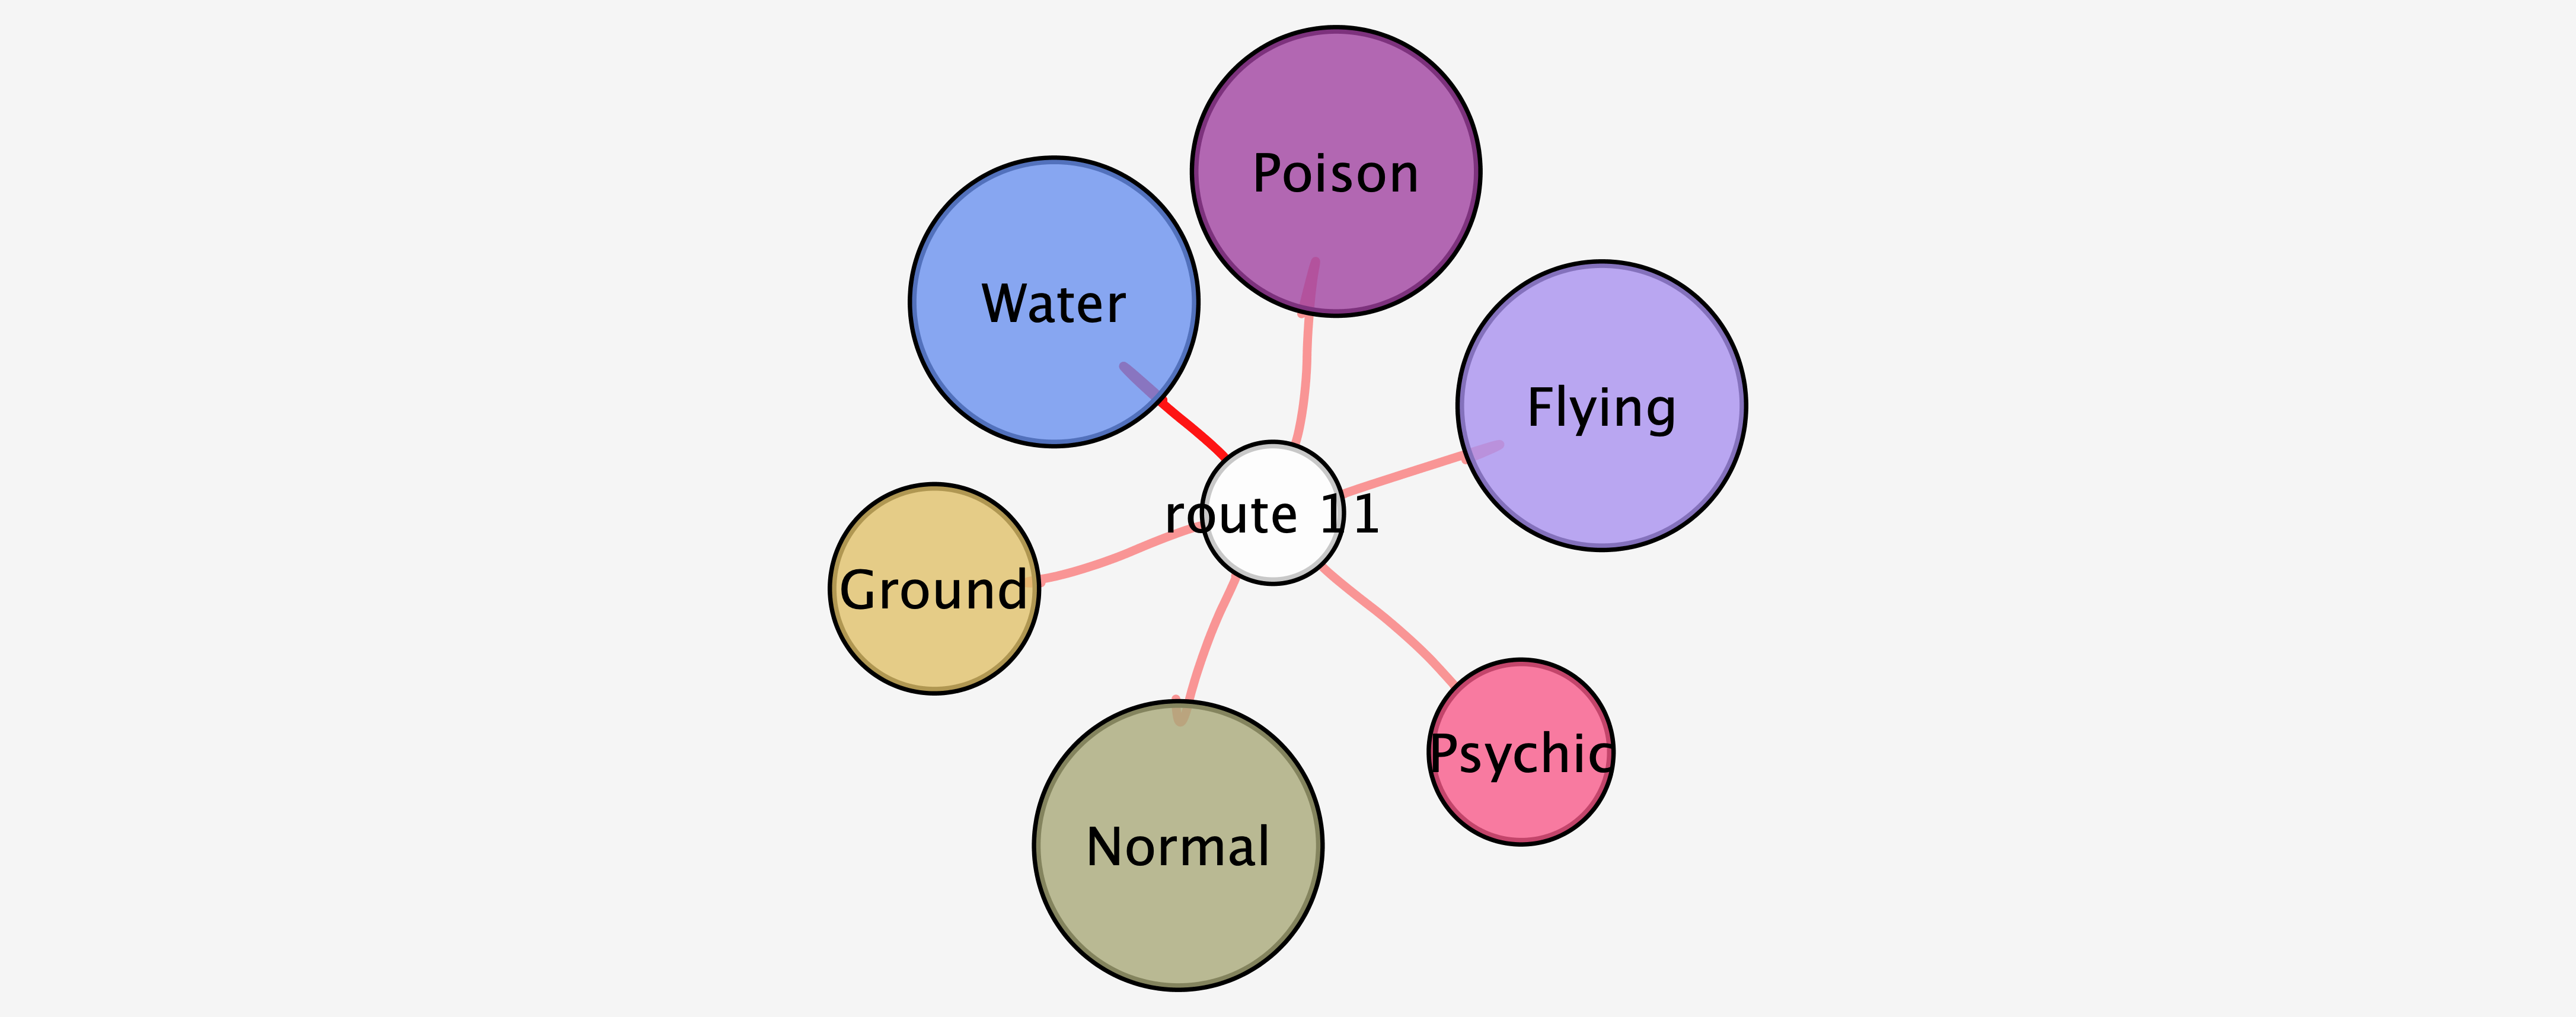 Poison
Water
Flying
route 11
Ground
Psychic
Normal